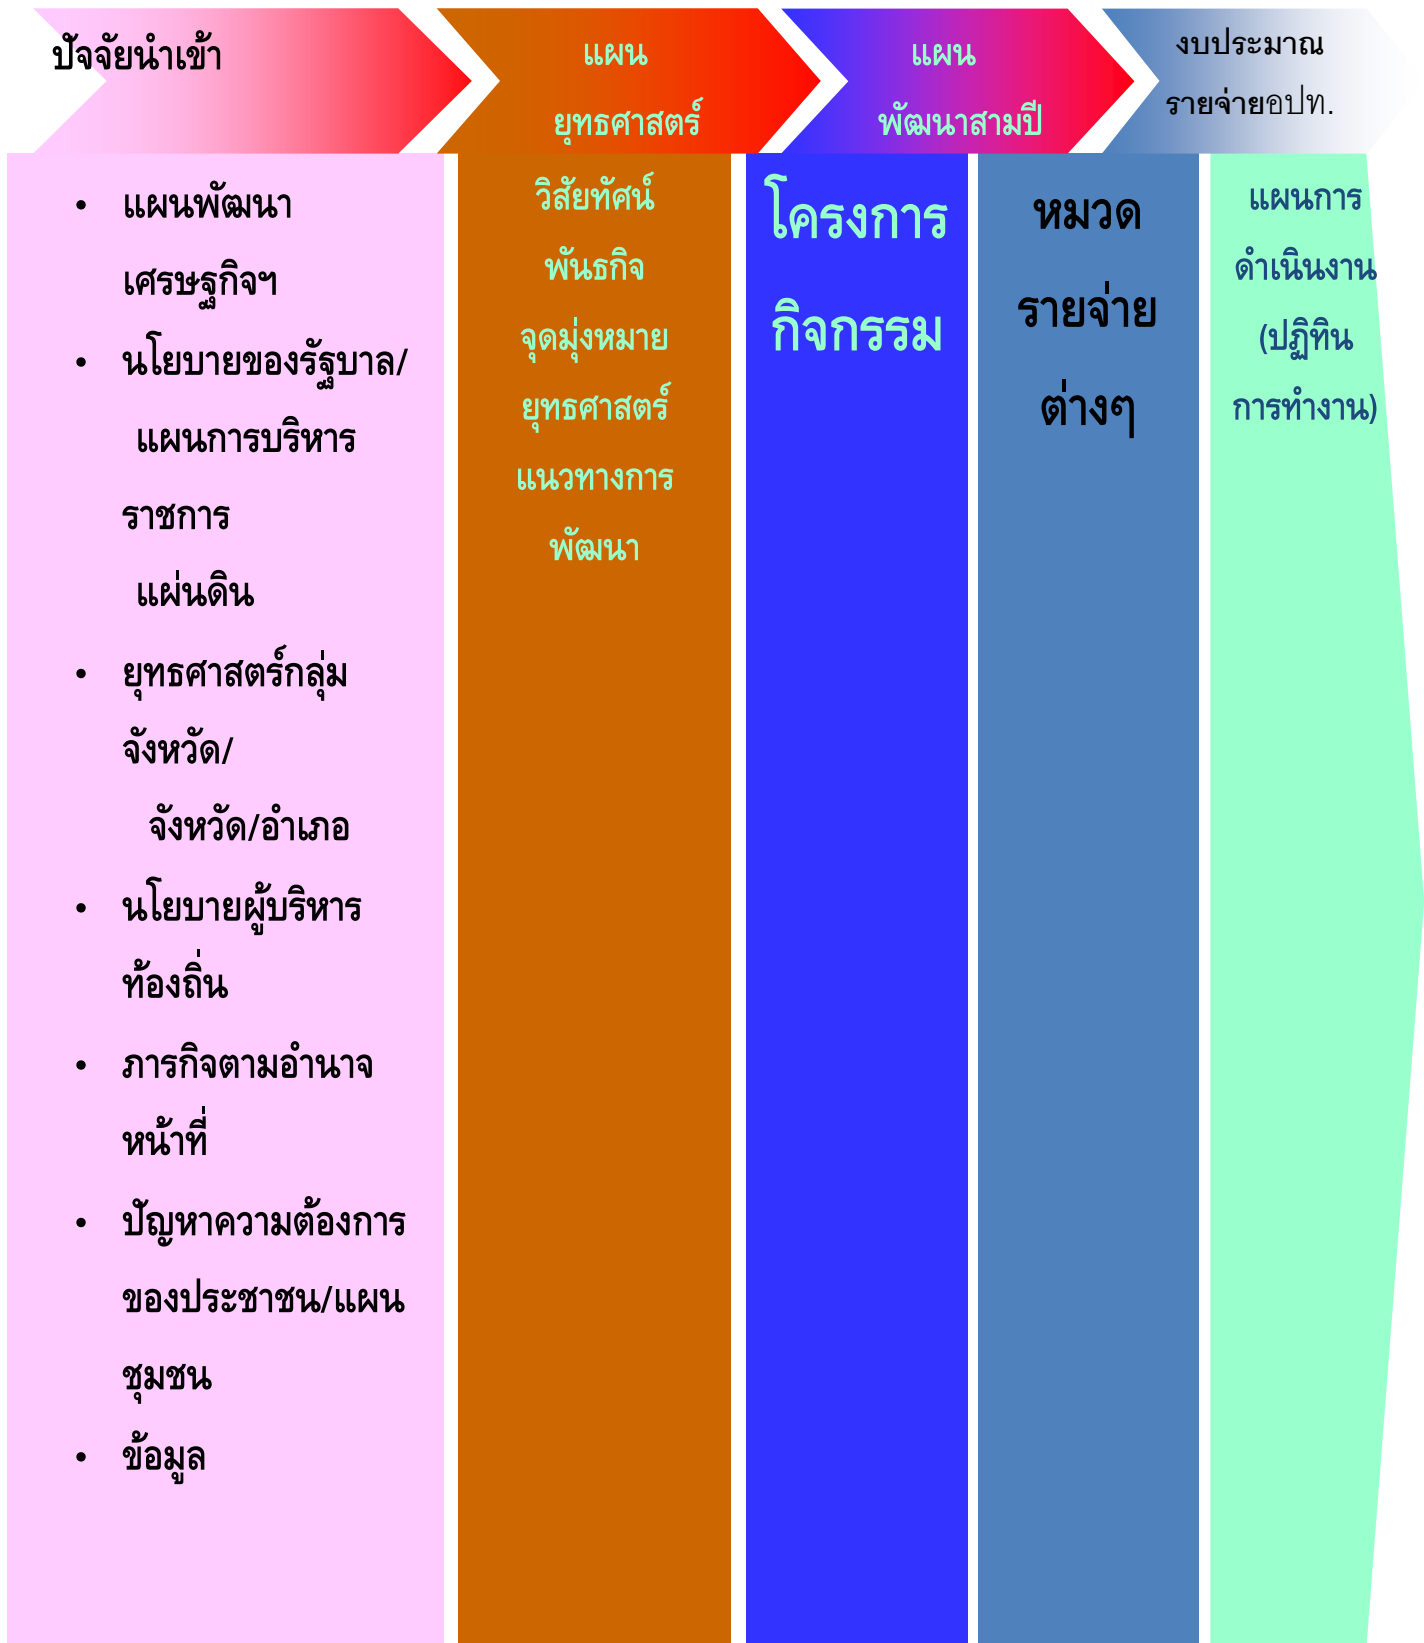 ปัจจัยนำเข้า
แผน
ยุทธศาสตร์
แผน
พัฒนาสามปี
งบประมาณ
รายจ่ายอปท.
• แผนพัฒนา
เศรษฐกิจฯ
• นโยบายของรัฐบาล/
แผนการบริหาร
ราชการ
แผ่นดิน
• ยุทธศาสตร์กลุ่ม
จังหวัด/
จังหวัด/อำเภอ
• นโยบายผู้บริหาร
ท้องถิ่น
• ภารกิจตามอำนาจ
หน้าที่
• ปัญหาความต้องการ
ของประชาชน/แผน
ชุมชน
• ข้อมูล
วิสัยทัศน์
พันธกิจ
จุดมุ่งหมาย
ยุทธศาสตร์
แนวทางการ
พัฒนา
โครงการ
กิจกรรม
หมวด
รายจ่าย
ต่างๆ
แผนการ
ดำเนินงาน
(ปฏิทิน
การทำงาน)